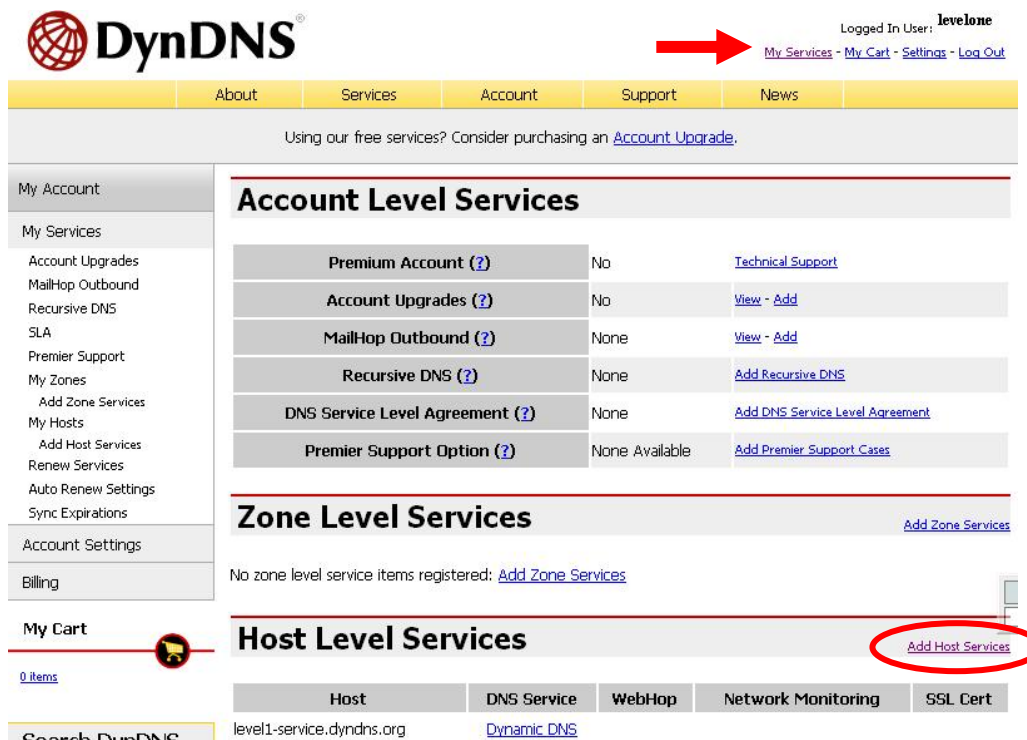 DynDNS®
Logged In User: levelone
My Services - My Cart - Settings - Log Out
About Services Account Support News
Using our free services? Consider purchasing an Account Upgrade.
My Account
My Services
Account Upgrades
MailHop Outbound
Recursive DNS
SLA
Premier Support
My Zones
Add Zone Services
My Hosts
Add Host Services
Renew Services
Auto Renew Settings
Sync Expirations
Account Settings
Billing
My Cart
0 items
Search DynDNS
Account Level Services
Premium Account (?) No Technical Support
Account Upgrades (?) No View - Add
MailHop Outbound (?) None View - Add
Recursive DNS (?) None Add Recursive DNS
DNS Service Level Agreement (?) None Add DNS Service Level Agreement
Premier Support Option (?) None Available Add Premier Support Cases
Zone Level Services
Add Zone Services
No zone level service items registered: Add Zone Services
Host Level Services
Add Host Services
Host DNS Service WebHop Network Monitoring SSL Cert
level1-service.dyndns.org Dynamic DNS